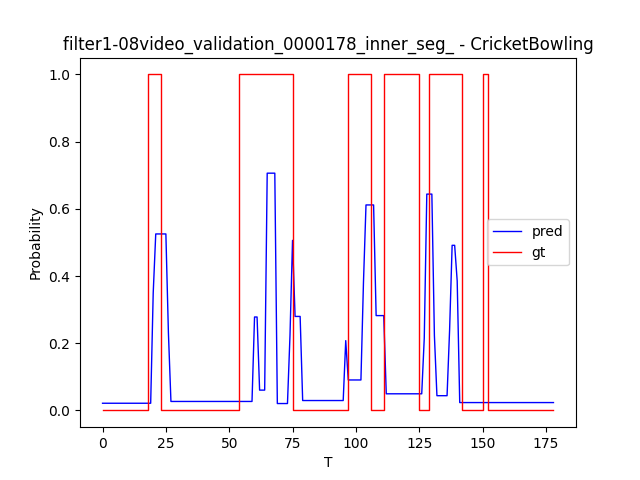 filter1-08video_validation_0000178_inner_seg_ - CricketBowling
1.0
0.8
0.6
0.4
0.2
0.0
Probability
pred
gt
0 25 50 75 100 125 150 175
T